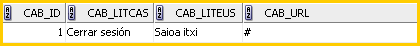 CAB_ID CAB_LITCAS CAB_LITEUS CAB_URL
1 Cerrar sesión Saioa itxi #